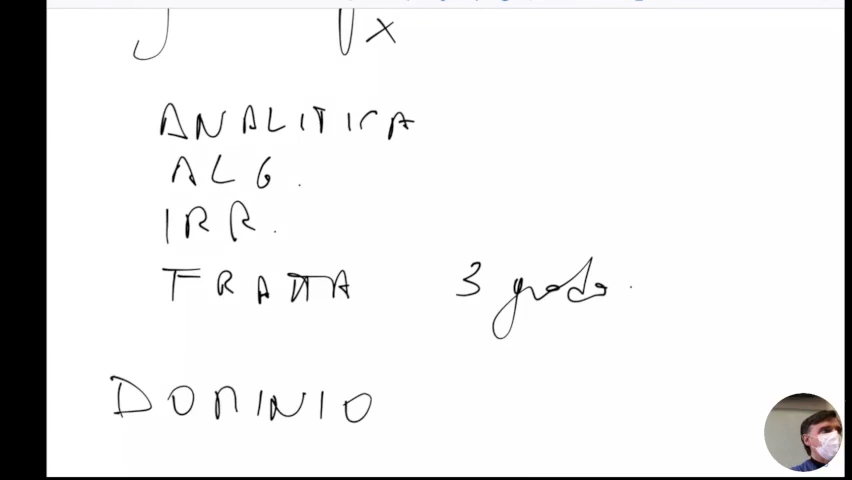 x
ANALITICA
ALG.
IRR.
FRATTA 3 grado.
DOMINIO